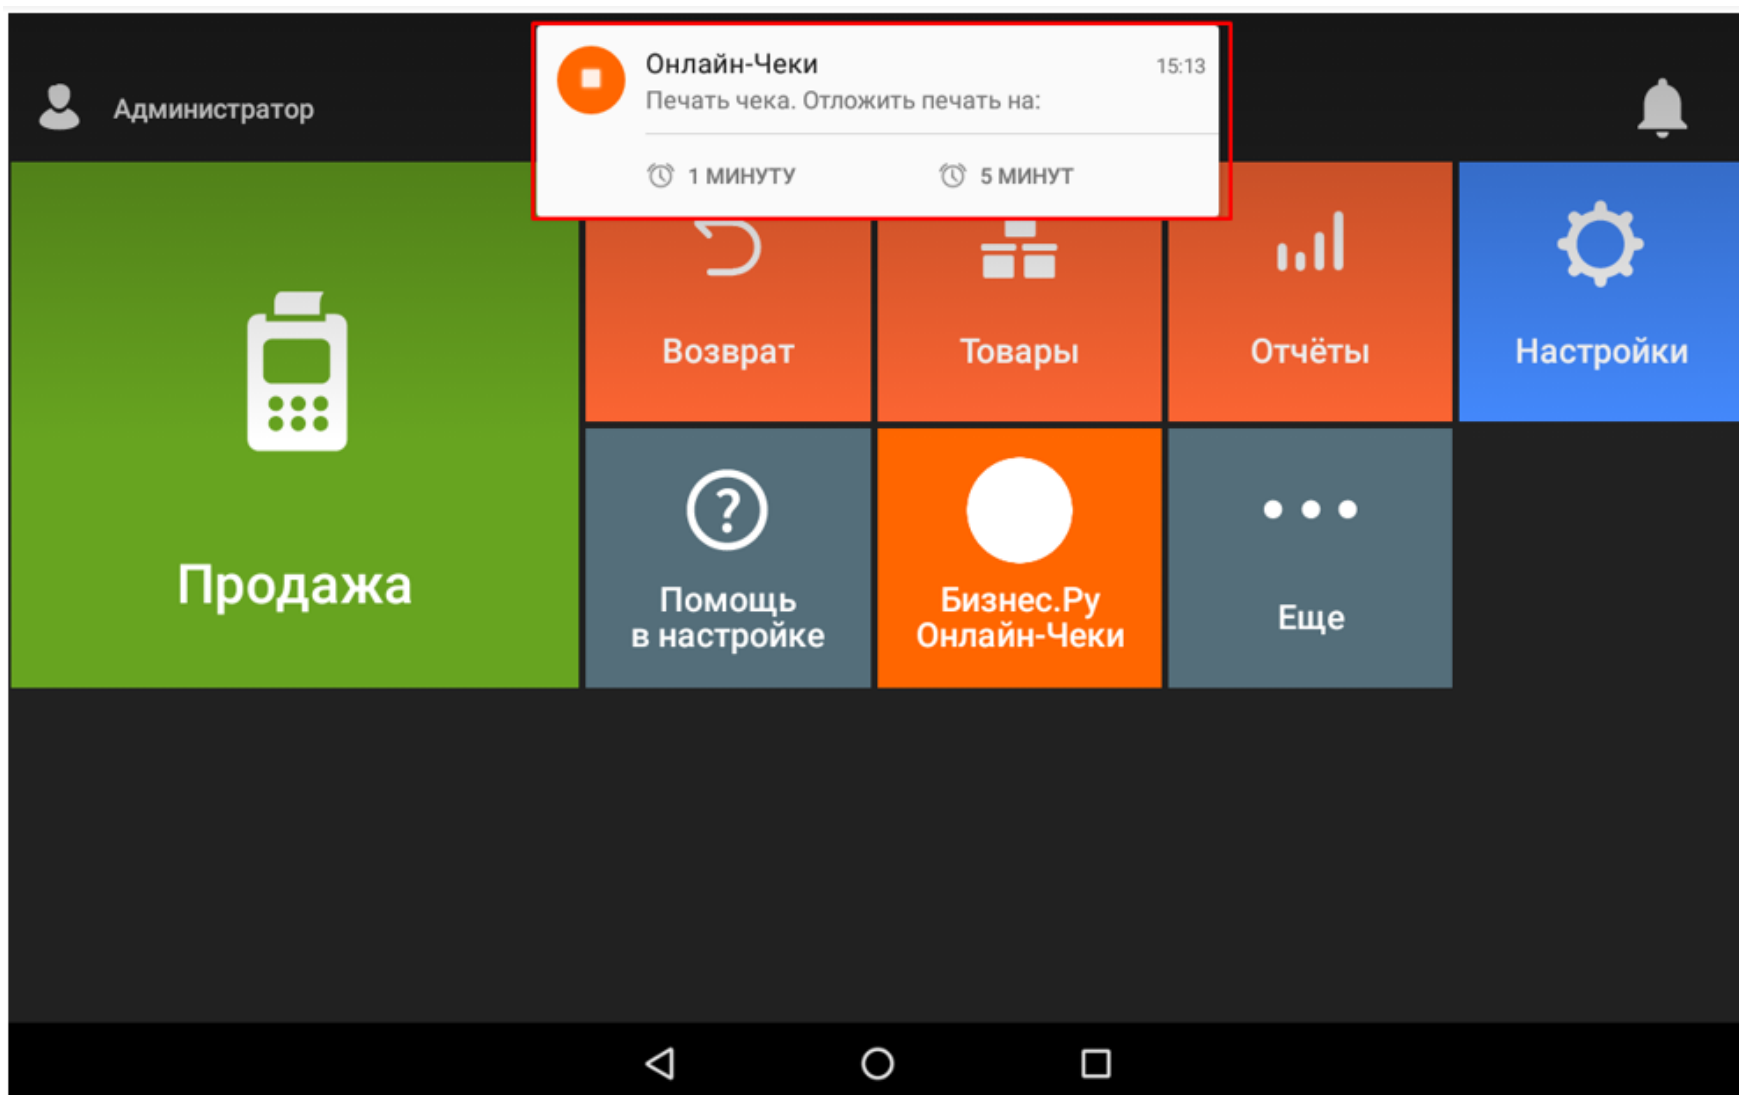 Администратор
Онлайн-Чеки
15:13
Печать чека. Отложить печать на:
1 МИНУТУ
5 МИНУТ
Продажа
Возврат
Товары
Отчёты
Настройки
?
Помощь
в настройке
Бизнес.Ру
Онлайн-Чеки
Еще